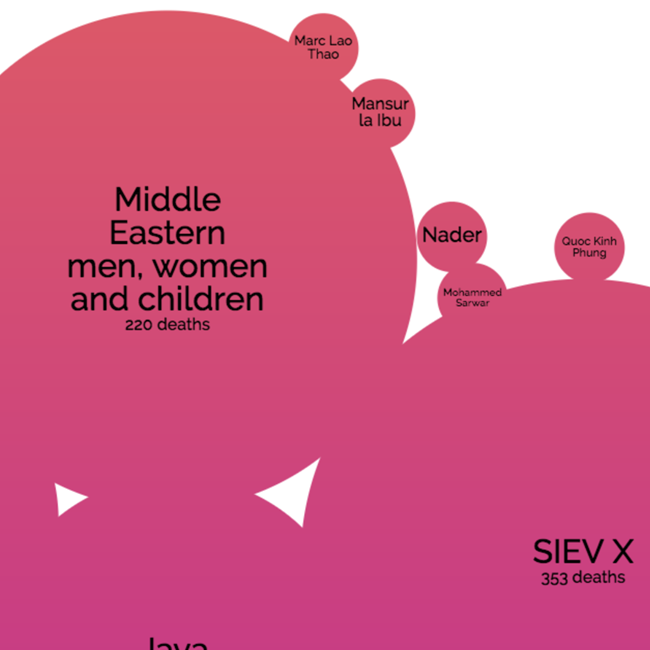 Marc Lao
Thao
Mansur
la Ibu
Middle
Eastern
men, women
and children
220 deaths
Nader
Quoc Kinh
Phung
Mohammed
Sarwar
SIEV X
353 deaths
Java